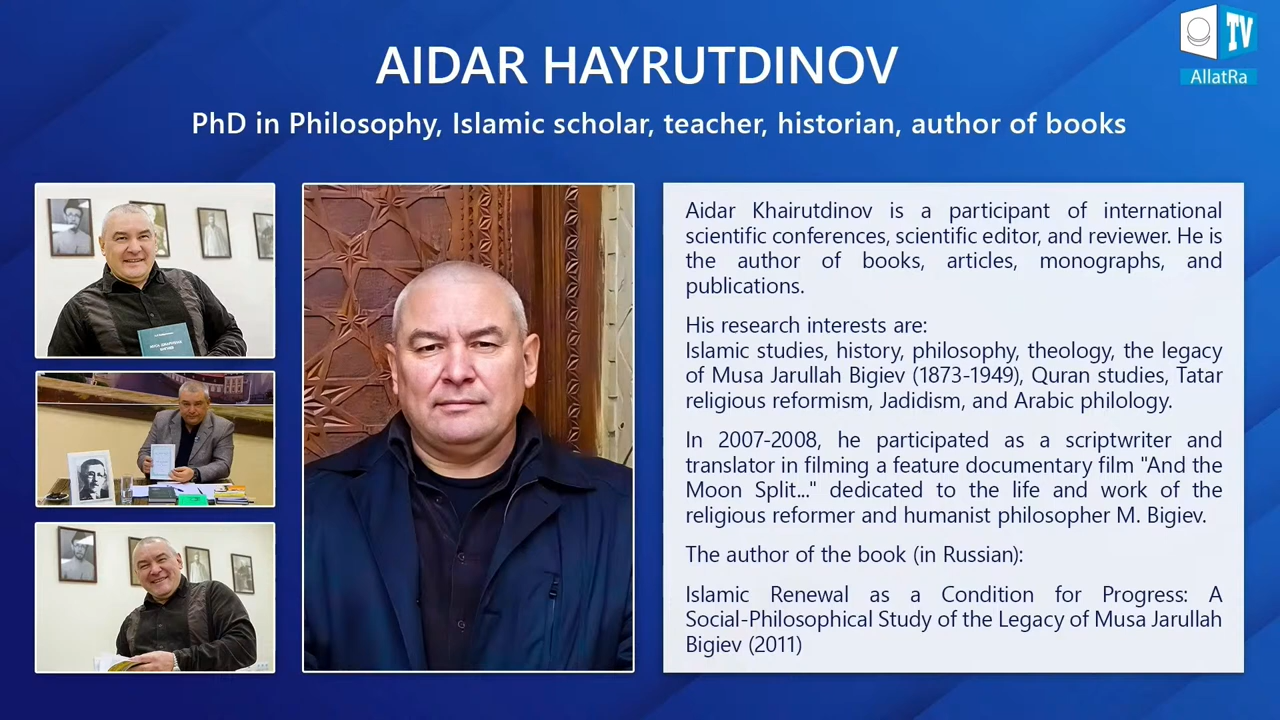 AIDAR HAYRUTDINOV
TV
AllatRa
PhD in Philosophy, Islamic scholar, teacher, historian, author of books
Aidar Khairutdinov is a participant of international
scientific conferences, scientific editor, and reviewer. He is
the author of books, articles, monographs, and
publications.
His research interests are:
Islamic studies, history, philosophy, theology, the legacy
of Musa Jarullah Bigiev (1873-1949), Quran studies, Tatar
religious reformism, Jadidism, and Arabic philology.
In 2007-2008, he participated as a scriptwriter and
translator in filming a feature documentary film "And the
Moon Split..." dedicated to the life and work of the
religious reformer and humanist philosopher M. Bigiev.
The author of the book (in Russian):
Islamic Renewal as a Condition for Progress: A
Social-Philosophical Study of the Legacy of Musa Jarullah
Bigiev (2011)